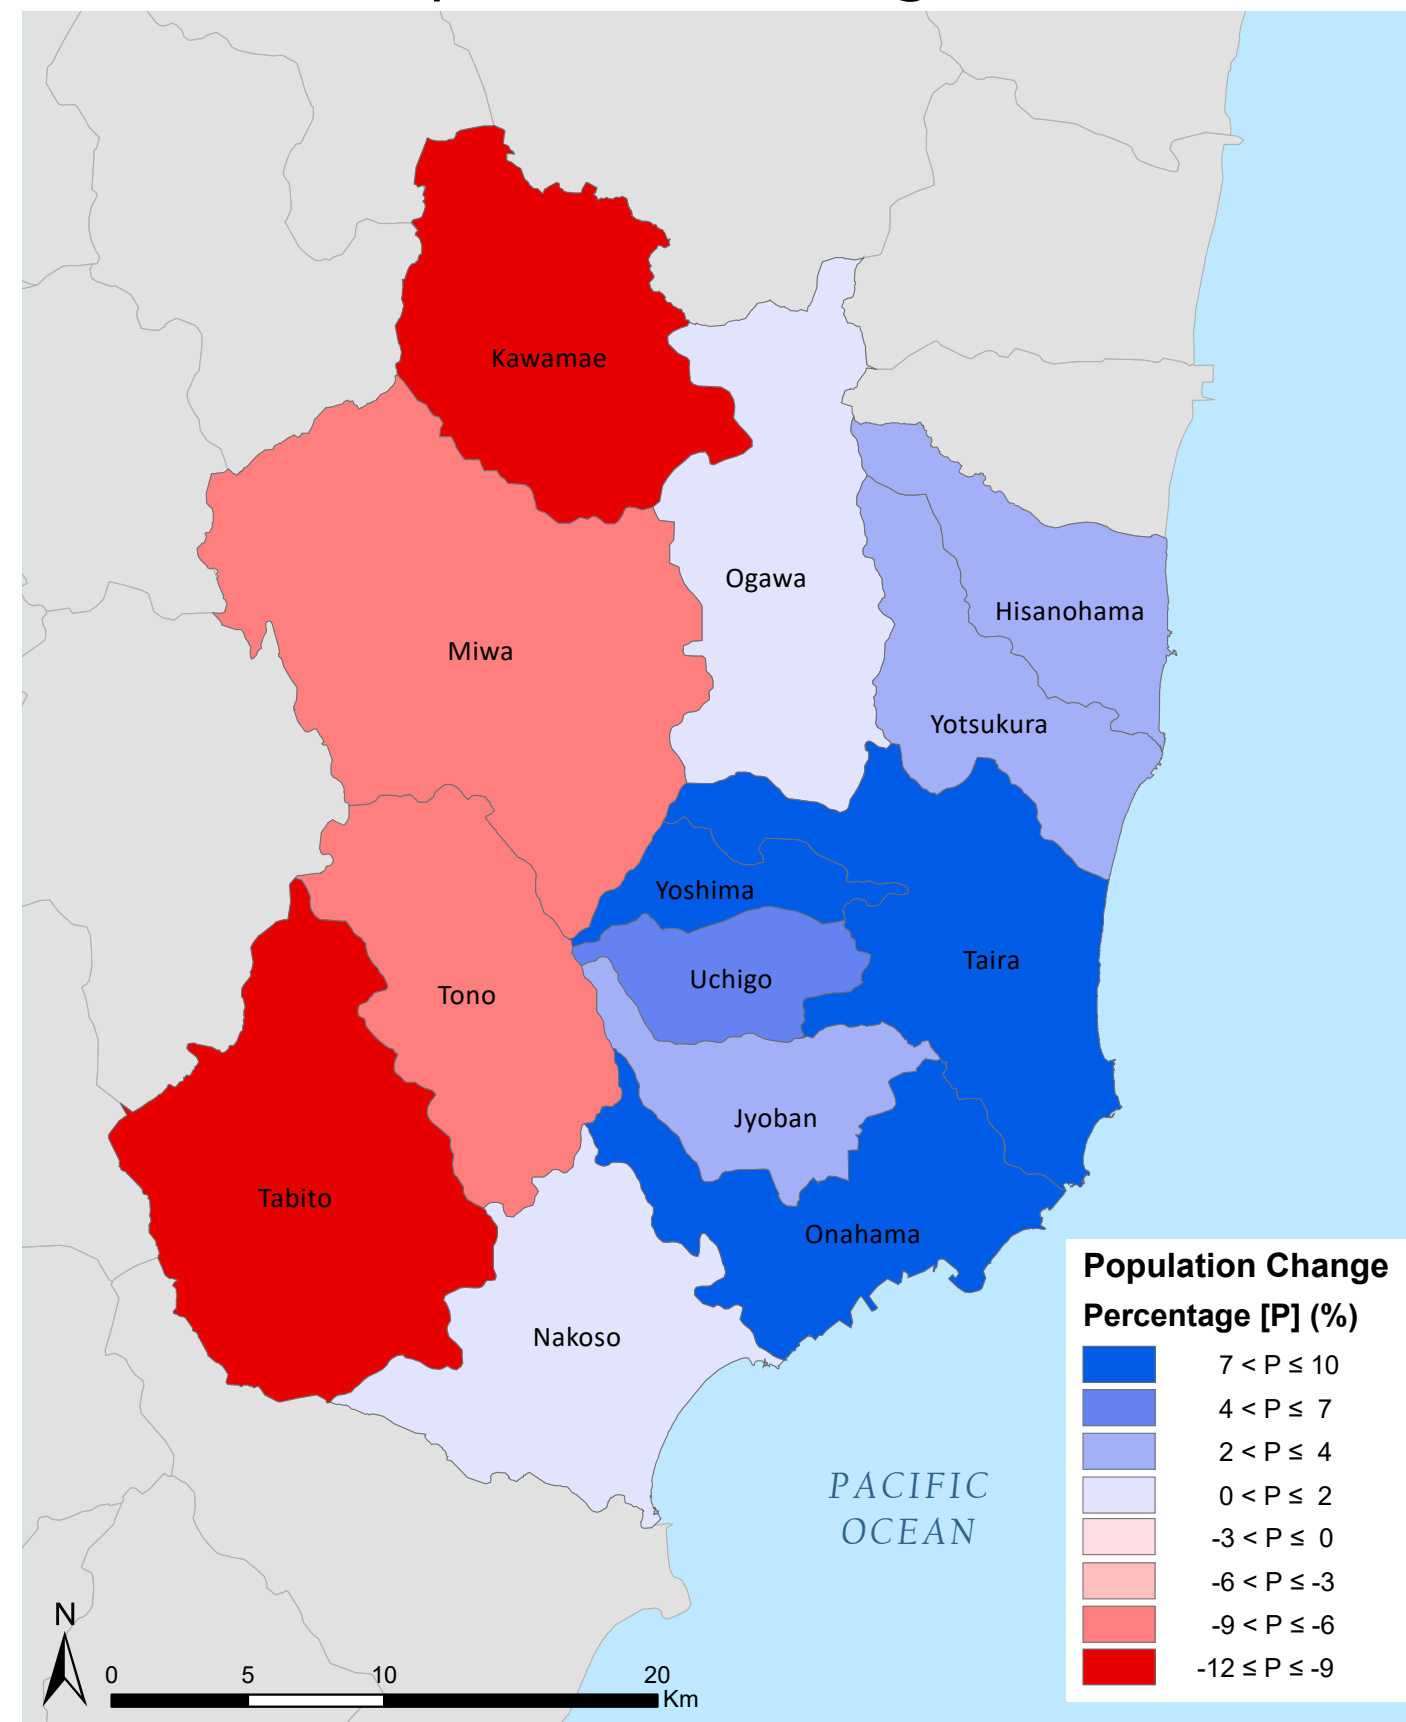 Kawamae
Ogawa
Hisanohama
Miwa
Yotsukura
Yoshima
Taira
Uchigo
Tono
Jyoban
Tabito
Onahama
Nakoso
PACIFIC
OCEAN
Population Change
Percentage [P] (%)
7 < P ≤ 10
4 < P ≤ 7
2 < P ≤ 4
0 < P ≤ 2
-3 < P ≤ 0
-6 < P ≤ -3
-9 < P ≤ -6
-12 ≤ P ≤ -9
N
0 5 10 20
Km